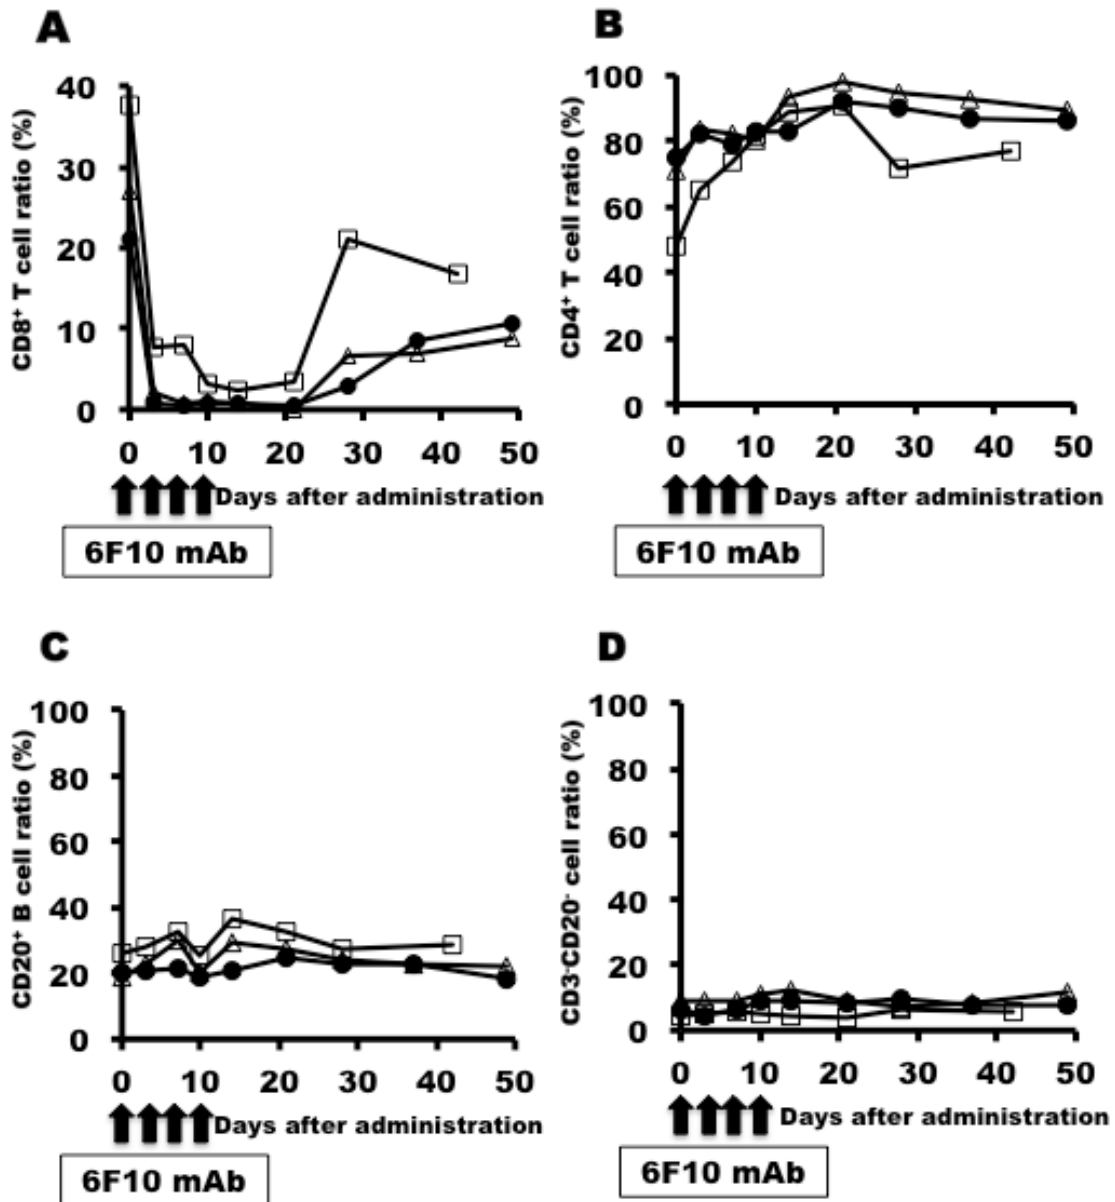 A
CD8⁺ T cell ratio (%)
40
30
20
10
0
0 10 20 30 40 50
Days after administration
6F10 mAb
B
CD4⁺ T cell ratio (%)
100
80
60
40
20
0
0 10 20 30 40 50
Days after administration
6F10 mAb
C
CD20⁺ B cell ratio (%)
100
80
60
40
20
0
0 10 20 30 40 50
Days after administration
6F10 mAb
D
CD3⁻CD20⁻ cell ratio (%)
100
80
60
40
20
0
0 10 20 30 40 50
Days after administration
6F10 mAb